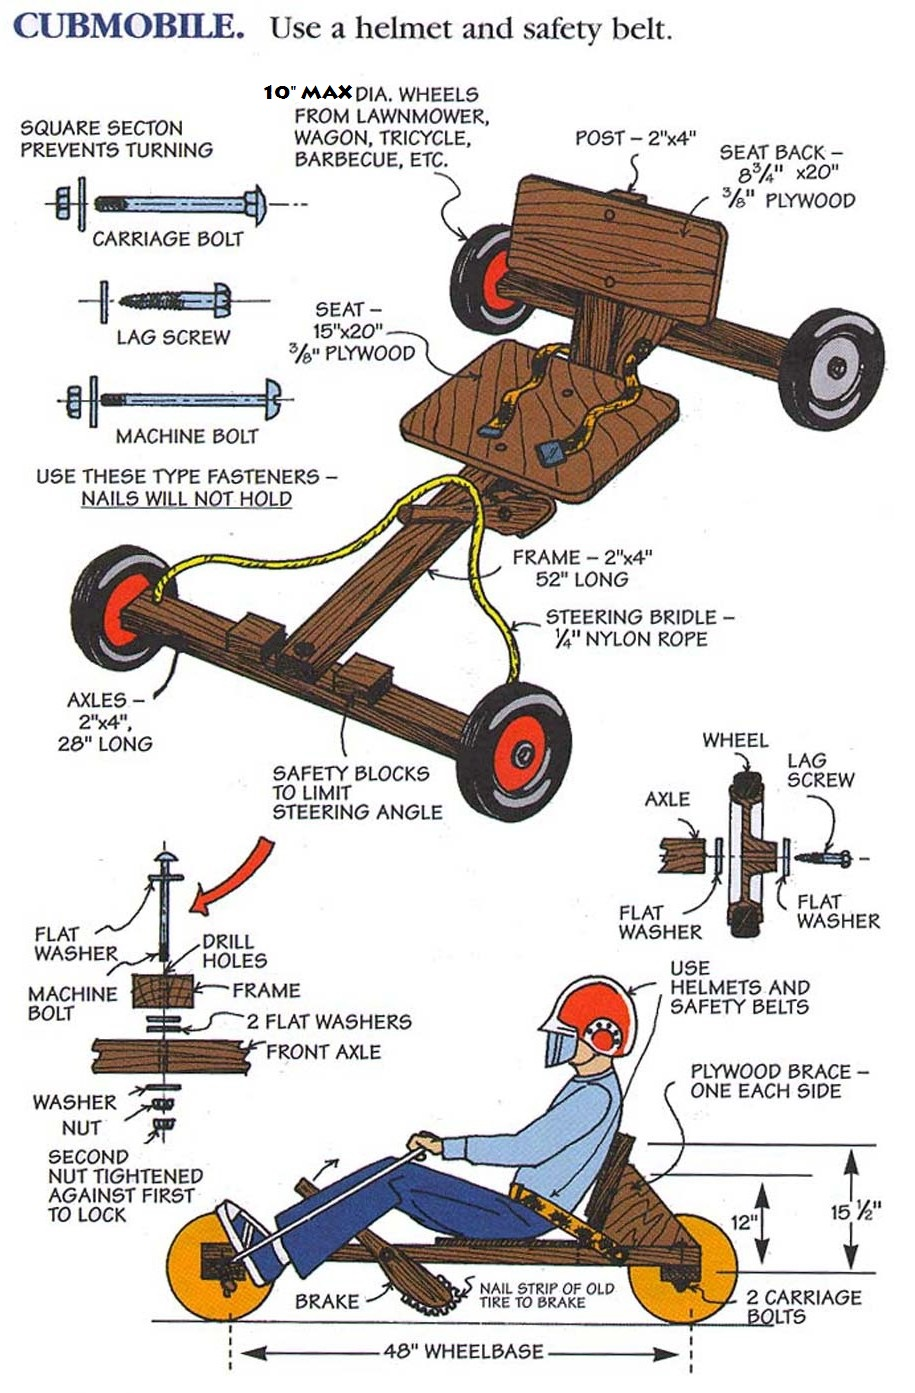 CUBMOBILE. Use a helmet and safety belt.
10" MAX DIA. WHEELS
FROM LAWNMOWER,
WAGON, TRICYCLE,
BARBECUE, ETC.
SQUARE SECTON
PREVENTS TURNING
CARRIAGE BOLT
LAG SCREW
MACHINE BOLT
USE THESE TYPE FASTENERS –
NAILS WILL NOT HOLD
POST – 2"x4"
SEAT BACK –
8 3/4" x20"
3/8" PLYWOOD
SEAT –
15"x20"
3/8" PLYWOOD
FRAME – 2"x4"
52" LONG
STEERING BRIDLE –
1/4" NYLON ROPE
AXLES –
2"x4",
28" LONG
SAFETY BLOCKS
TO LIMIT
STEERING ANGLE
WHEEL
LAG
SCREW
AXLE
FLAT
WASHER
FLAT
WASHER
FLAT
WASHER
MACHINE
BOLT
DRILL
HOLES
FRAME
2 FLAT WASHERS
FRONT AXLE
WASHER
NUT
SECOND
NUT TIGHTENED
AGAINST FIRST
TO LOCK
USE
HELMETS AND
SAFETY BELTS
PLYWOOD BRACE –
ONE EACH SIDE
12"
15 1/2"
BRAKE
NAIL STRIP OF OLD
TIRE TO BRAKE
2 CARRIAGE
BOLTS
48" WHEELBASE